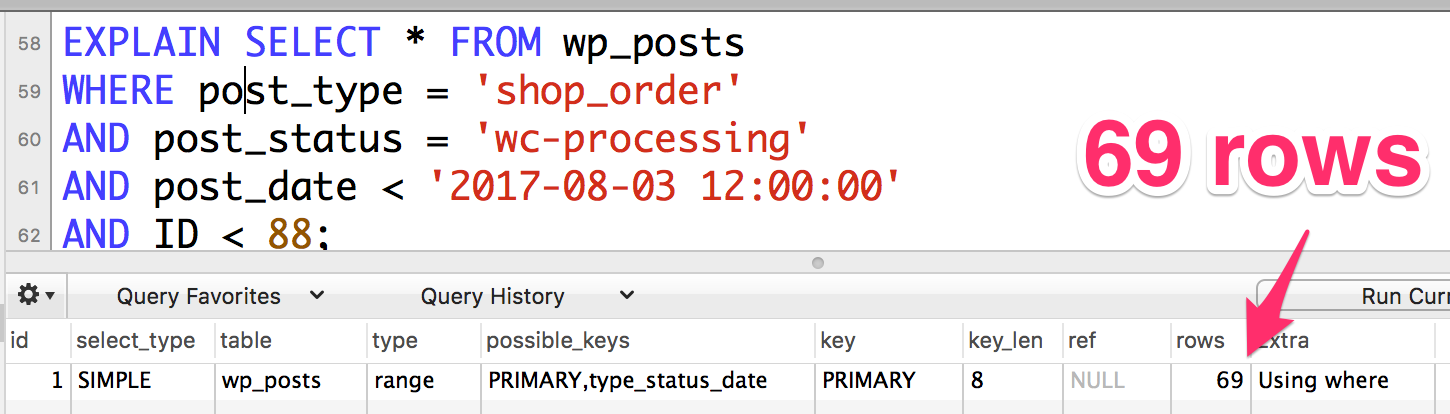 58 EXPLAIN SELECT * FROM wp_posts
59 WHERE post_type = 'shop_order'
60 AND post_status = 'wc-processing'
61 AND post_date < '2017-08-03 12:00:00'
62 AND ID < 88;
69 rows
Query Favorites Query History Run Curr
id select_type table type possible_keys key key_len ref rows Extra
1 SIMPLE wp_posts range PRIMARY,type_status_date PRIMARY 8 NULL 69 Using where